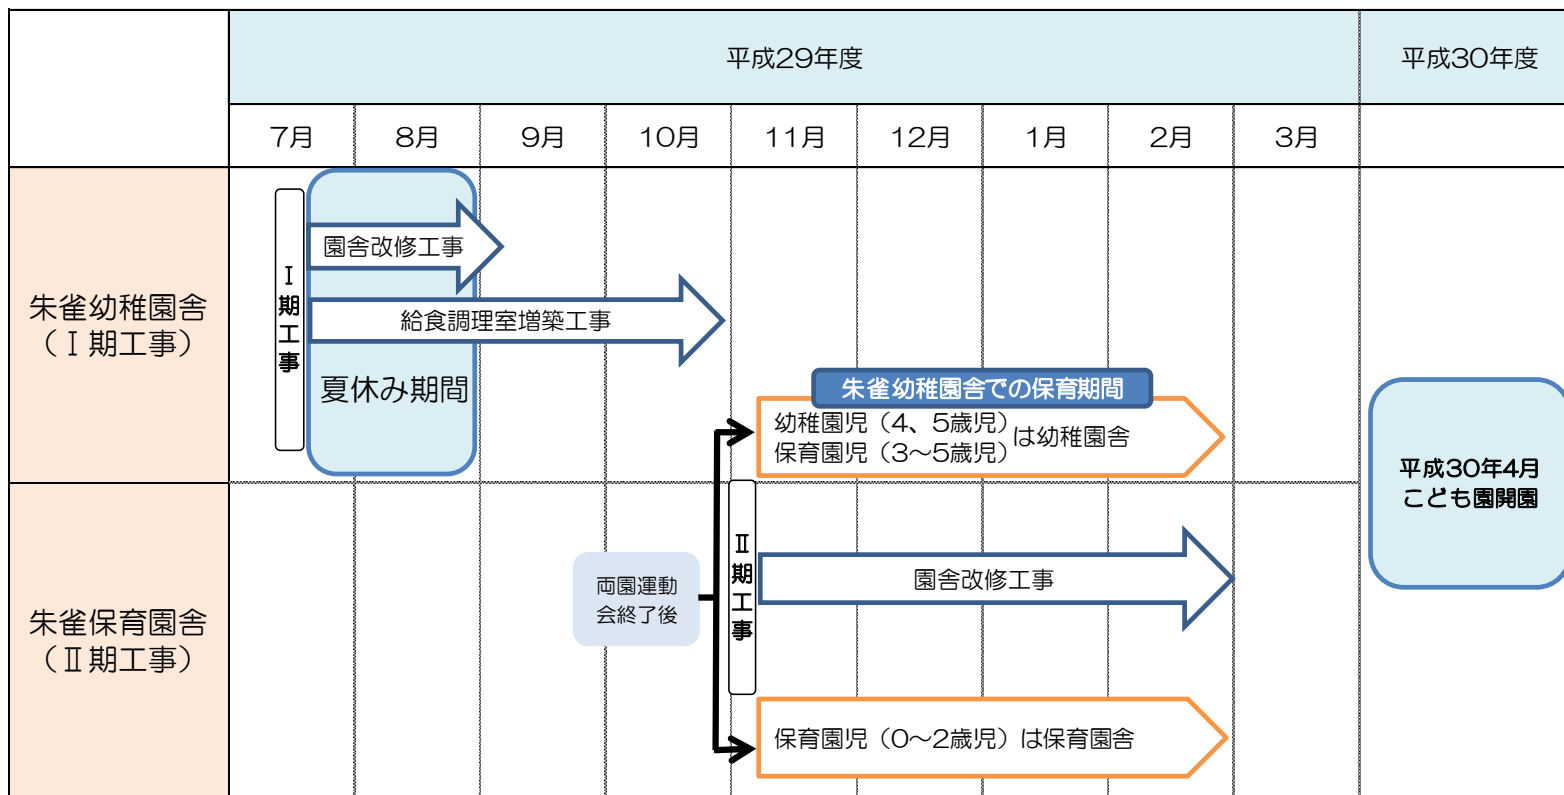 平成29年度
平成30年度
7月
8月
9月
10月
11月
12月
1月
2月
3月
朱雀幼稚園舎
（Ⅰ期工事）
Ⅰ期工事
園舎改修工事
給食調理室増築工事
夏休み期間
朱雀幼稚園舎での保育期間
幼稚園児（4、5歳児）
保育園児（3～5歳児）
は幼稚園舎
平成30年4月
こども園開園
朱雀保育園舎
（Ⅱ期工事）
両園運動
会終了後
Ⅱ期工事
園舎改修工事
保育園児（0～2歳児）は保育園舎